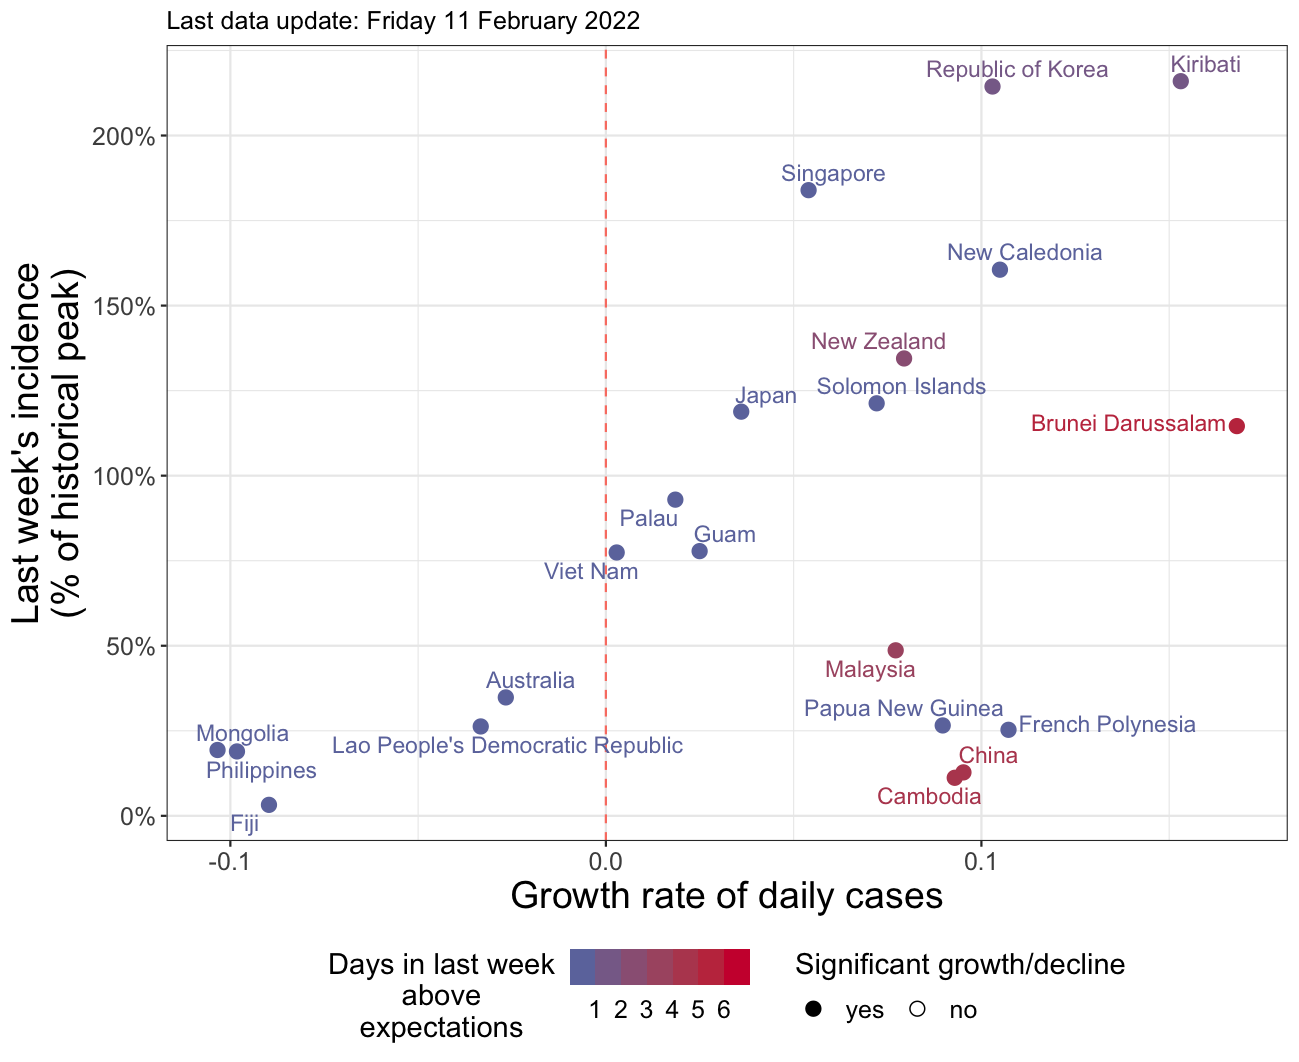 Last data update: Friday 11 February 2022
Republic of Korea
Kiribati
200%
Singapore
New Caledonia
150%
New Zealand
Japan
Solomon Islands
Brunei Darussalam
100%
Palau
Guam
Viet Nam
50%
Malaysia
Australia
Papua New Guinea
French Polynesia
Mongolia
Lao People's Democratic Republic
China
Philippines
Cambodia
0%
Fiji
Last week's incidence
(% of historical peak)
-0.1
0.0
0.1
Growth rate of daily cases
Days in last week
above
expectations
1 2 3 4 5 6
Significant growth/decline
yes
no